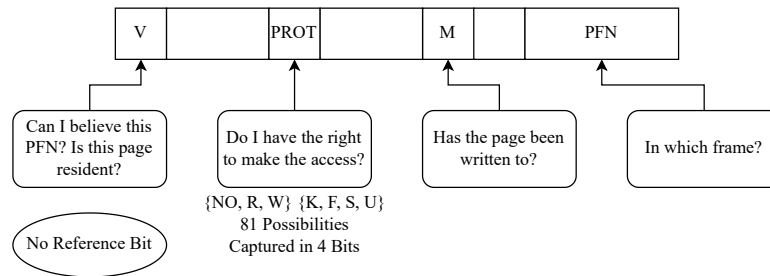 V
PROT
M
PFN
Can I believe this
PFN? Is this page
resident?
Do I have the right
to make the access?
Has the page been
written to?
In which frame?
{NO, R, W} {K, F, S, U}
81 Possibilities
Captured in 4 Bits
No Reference Bit